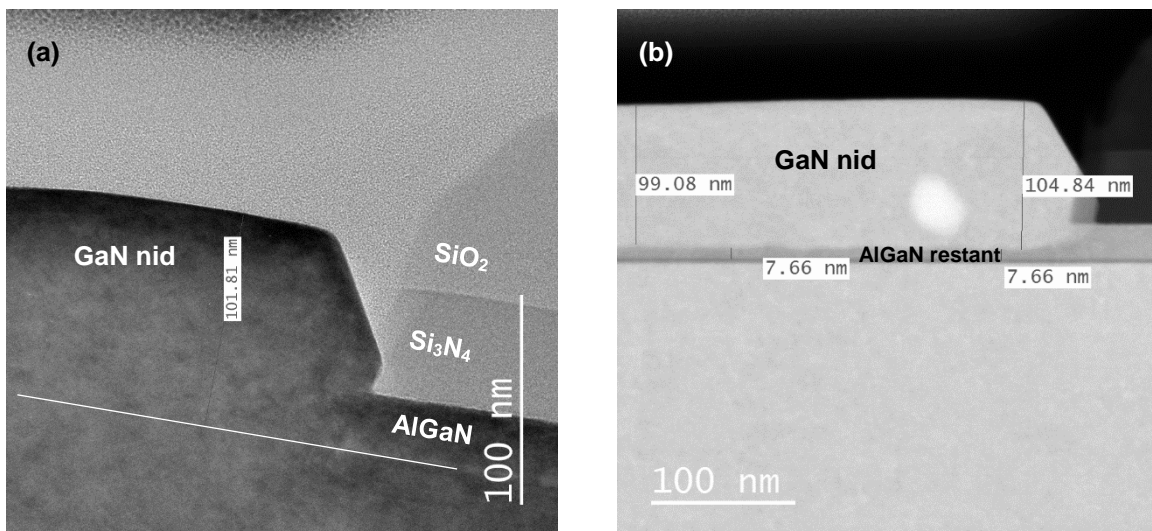 (a)
GaN nid
101.81 nm
SiO2
Si3N4
AlGaN
100 nm
(b)
GaN nid
99.08 nm
104.84 nm
AlGaN restant
7.66 nm
7.66 nm
100 nm